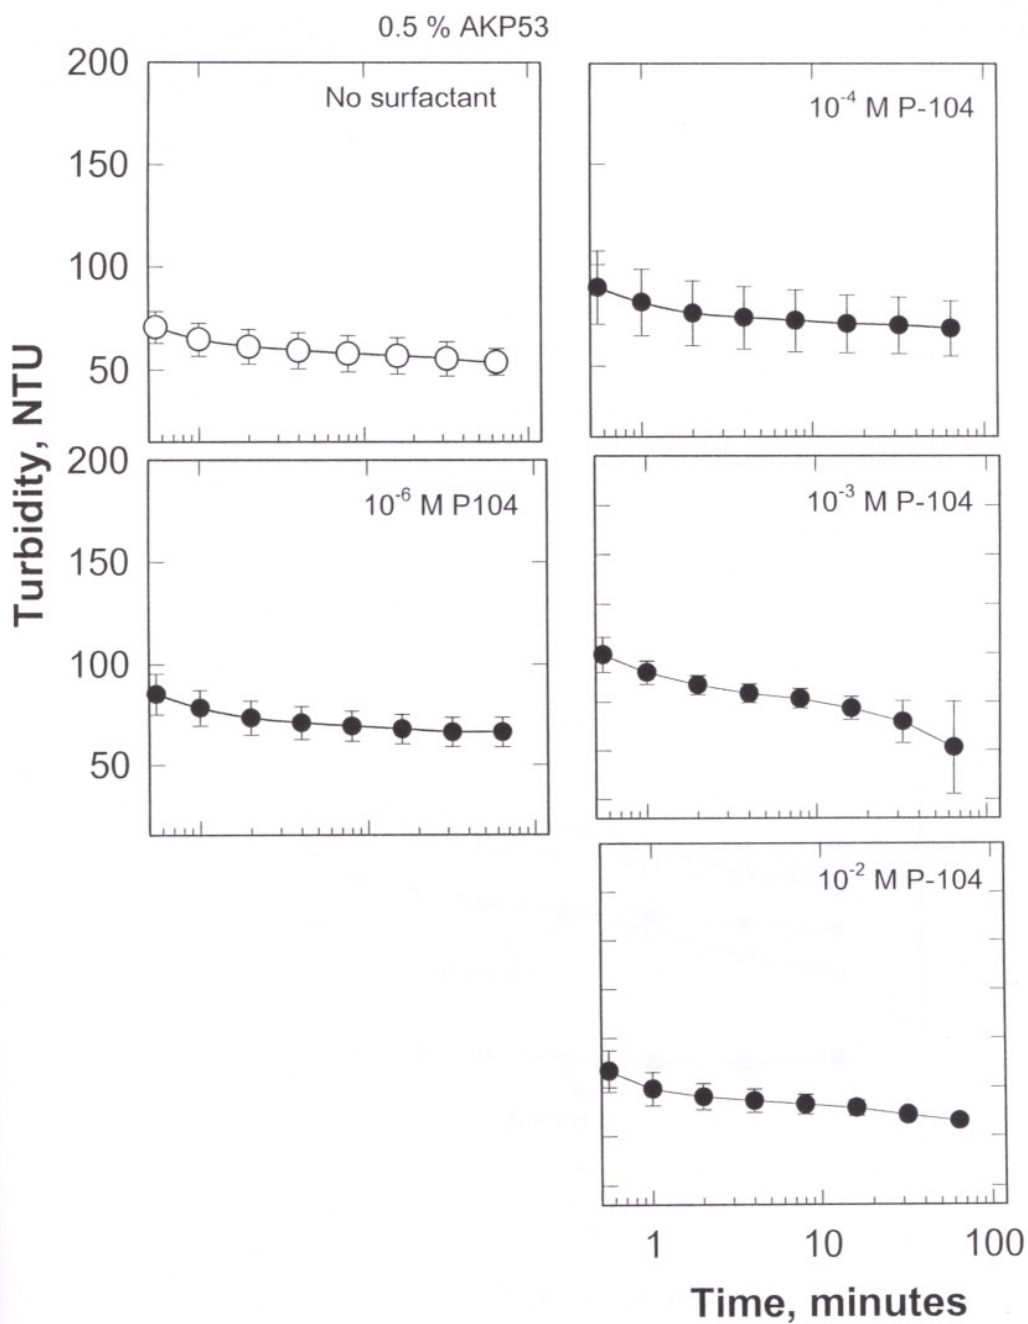 0.5 % AKP53
Turbidity, NTU
200
150
100
50
No surfactant
10⁻⁴ M P-104
200
150
100
50
10⁻⁶ M P104
10⁻³ M P-104
10⁻² M P-104
1 10 100
Time, minutes